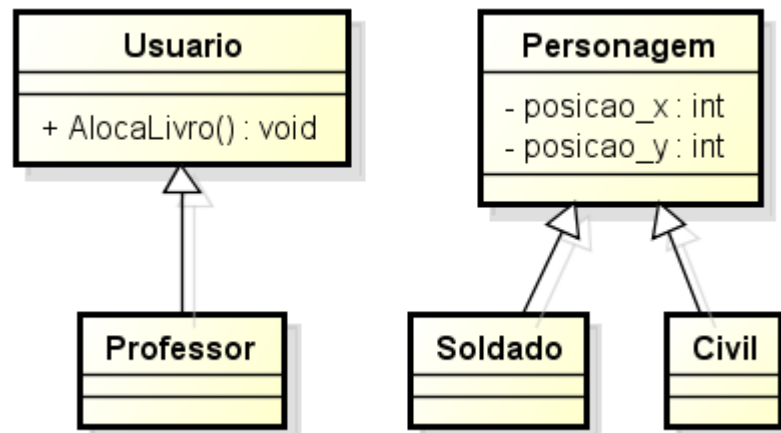 Usuario
+ AlocaLivro() : void
Personagem
- posicao_x : int
- posicao_y : int
Professor
Soldado
Civil